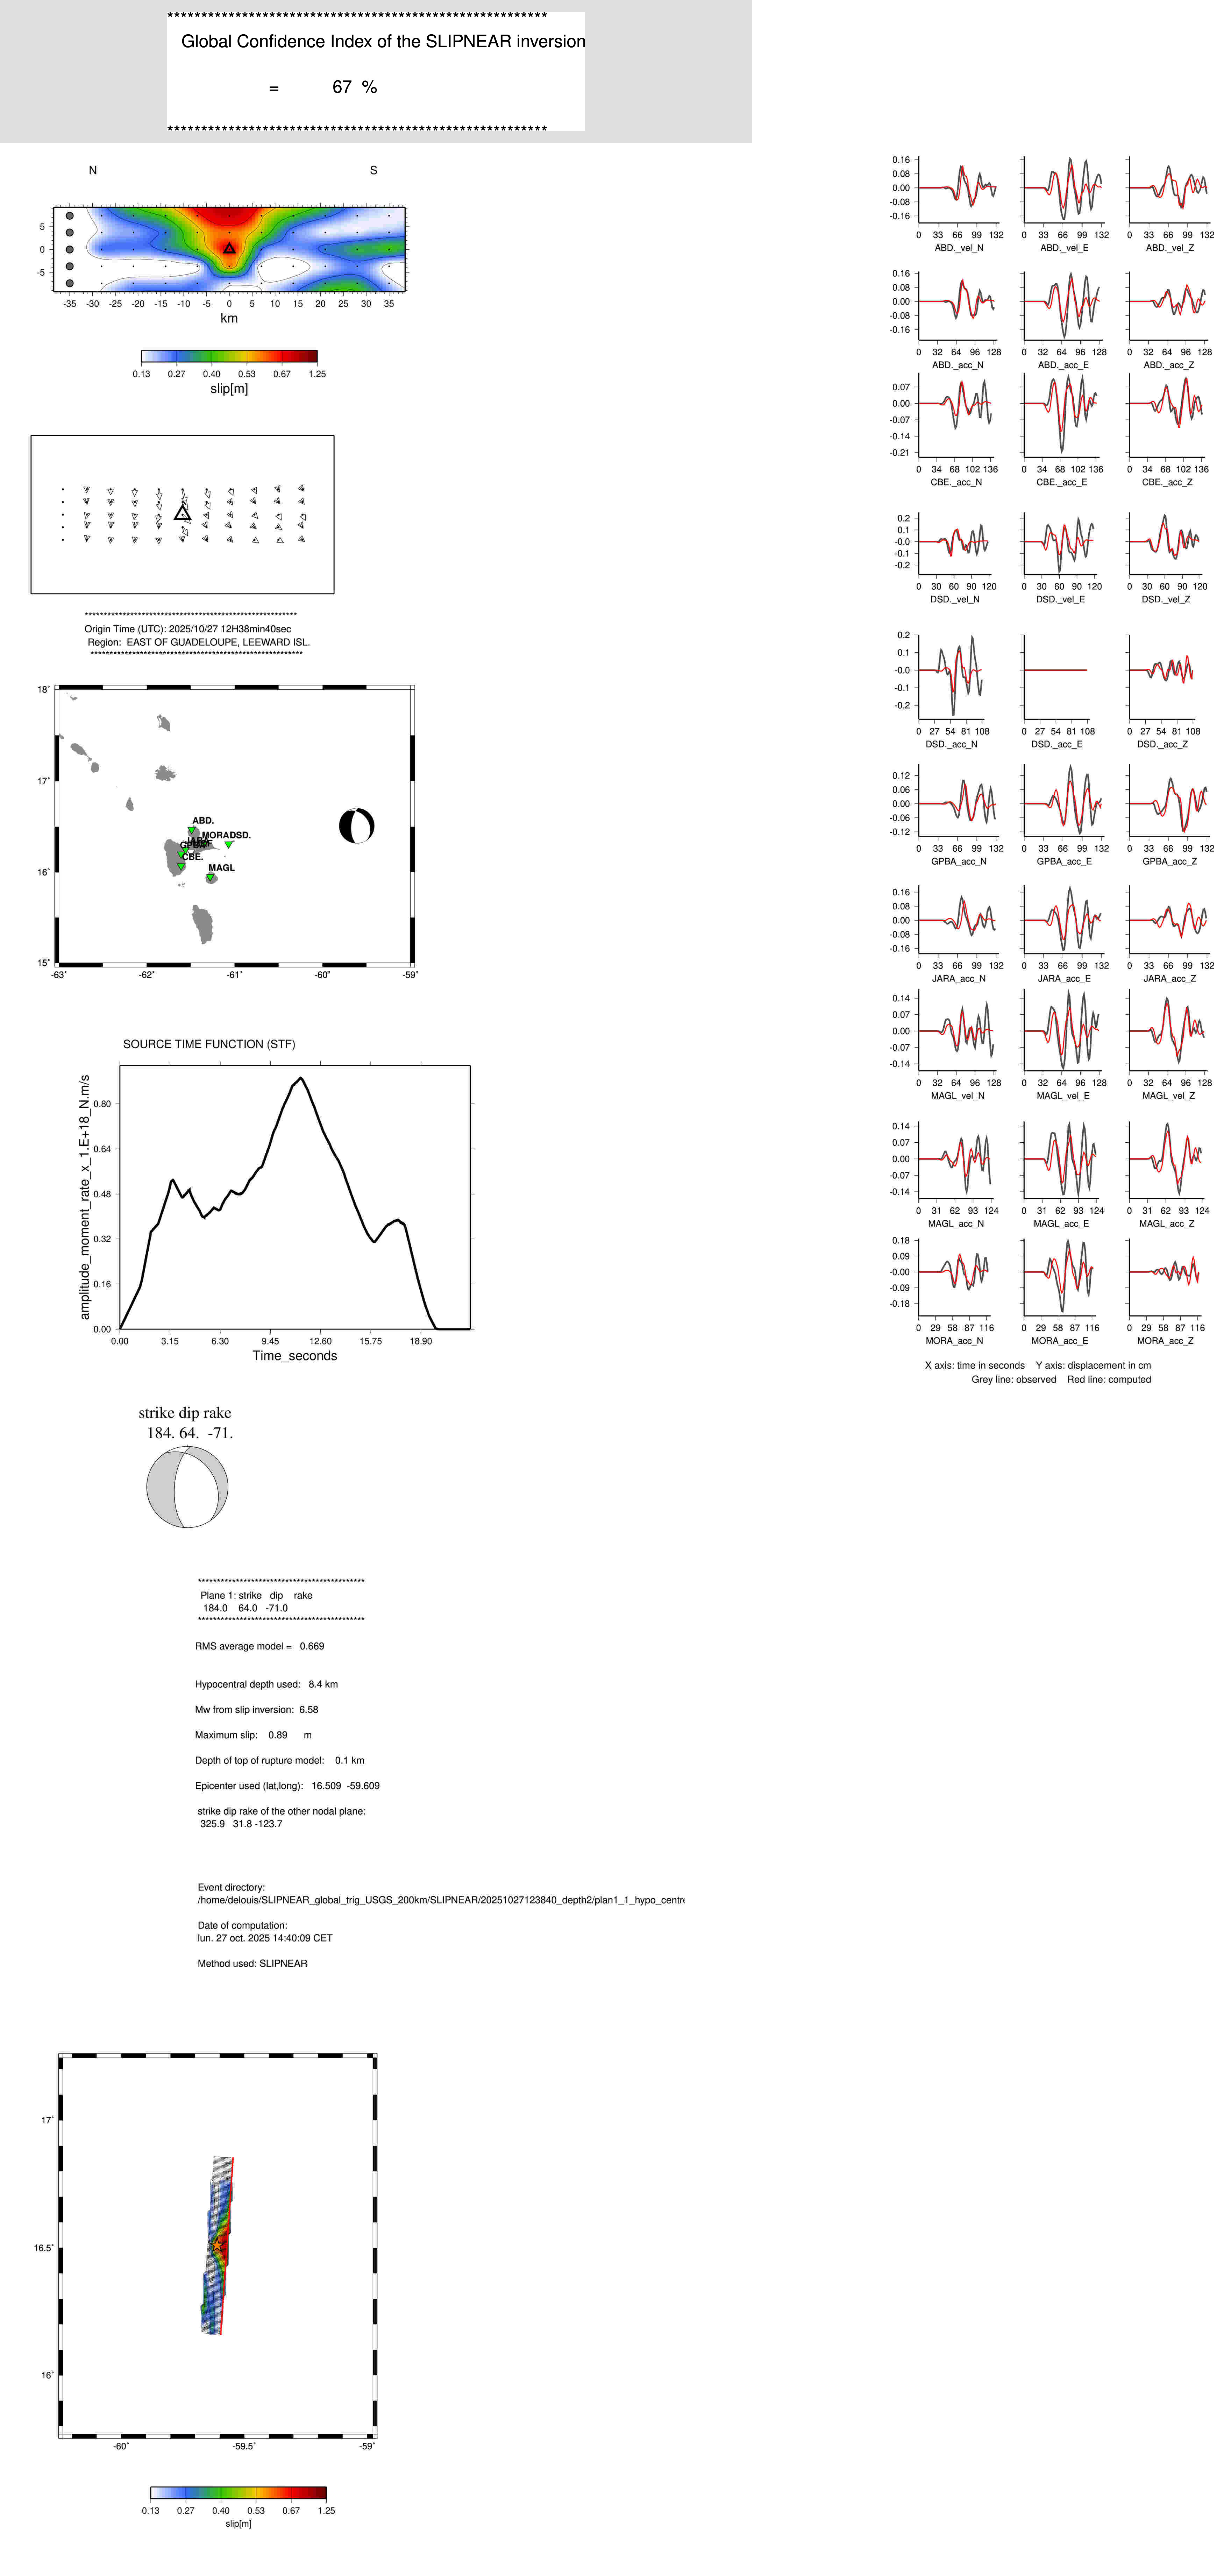 *********************************************************
Global Confidence Index of the SLIPNEAR inversion
= 67 %
*********************************************************
N S
5
0
-5
-35 -30 -25 -20 -15 -10 -5 0 5 10 15 20 25 30 35
km
0.13 0.27 0.40 0.53 0.67 1.25
slip[m]
*********************************************************
Origin Time (UTC): 2025/10/27 12H38min40sec
Region: EAST OF GUADELOUPE, LEEWARD ISL.
*********************************************************
18˚
17˚
16˚
15˚
-63˚ -62˚ -61˚ -60˚ -59˚
ABD.
MORADSD.
CBE.
MAGL
SOURCE TIME FUNCTION (STF)
amplitude_moment_rate_x_1.E+18_N.m/s
0.80
0.64
0.48
0.32
0.16
0.00
0.00 3.15 6.30 9.45 12.60 15.75 18.90
Time_seconds
strike dip rake
184. 64. -71.
*********************************************
Plane 1: strike dip rake
184.0 64.0 -71.0
*********************************************
RMS average model = 0.669
Hypocentral depth used: 8.4 km
Mw from slip inversion: 6.58
Maximum slip: 0.89 m
Depth of top of rupture model: 0.1 km
Epicenter used (lat,long): 16.509 -59.609
strike dip rake of the other nodal plane:
325.9 31.8 -123.7
Event directory:
/home/delouis/SLIPNEAR_global_trig_USGS_200km/SLIPNEAR/20251027123840_depth2/plan1_1_hypo_centre
Date of computation:
lun. 27 oct. 2025 14:40:09 CET
Method used: SLIPNEAR
17˚
16.5˚
16˚
-60˚ -59.5˚ -59˚
0.13 0.27 0.40 0.53 0.67 1.25
slip[m]
0.16
0.08
0.00
-0.08
-0.16
0 33 66 99 132 0 33 66 99 132 0 33 66 99 132
ABD._vel_N ABD._vel_E ABD._vel_Z
0.16
0.08
0.00
-0.08
-0.16
0 32 64 96 128 0 32 64 96 128 0 32 64 96 128
ABD._acc_N ABD._acc_E ABD._acc_Z
0.07
0.00
-0.07
-0.14
-0.21
0 34 68 102 136 0 34 68 102 136 0 34 68 102 136
CBE._acc_N CBE._acc_E CBE._acc_Z
0.2
0.1
-0.0
-0.1
-0.2
0 30 60 90 120 0 30 60 90 120 0 30 60 90 120
DSD._vel_N DSD._vel_E DSD._vel_Z
0.2
0.1
-0.0
-0.1
-0.2
0 27 54 81 108 0 27 54 81 108 0 27 54 81 108
DSD._acc_N DSD._acc_E DSD._acc_Z
0.12
0.06
-0.00
-0.06
-0.12
0 33 66 99 132 0 33 66 99 132 0 33 66 99 132
GPBA_acc_N GPBA_acc_E GPBA_acc_Z
0.16
0.08
0.00
-0.08
-0.16
0 33 66 99 132 0 33 66 99 132 0 33 66 99 132
JARA_acc_N JARA_acc_E JARA_acc_Z
0.14
0.07
0.00
-0.07
-0.14
0 32 64 96 128 0 32 64 96 128 0 32 64 96 128
MAGL_vel_N MAGL_vel_E MAGL_vel_Z
0.14
0.07
0.00
-0.07
-0.14
0 31 62 93 124 0 31 62 93 124 0 31 62 93 124
MAGL_acc_N MAGL_acc_E MAGL_acc_Z
0.18
0.09
-0.00
-0.09
-0.18
0 29 58 87 116 0 29 58 87 116 0 29 58 87 116
MORA_acc_N MORA_acc_E MORA_acc_Z
X axis: time in seconds Y axis: displacement in cm
Grey line: observed Red line: computed